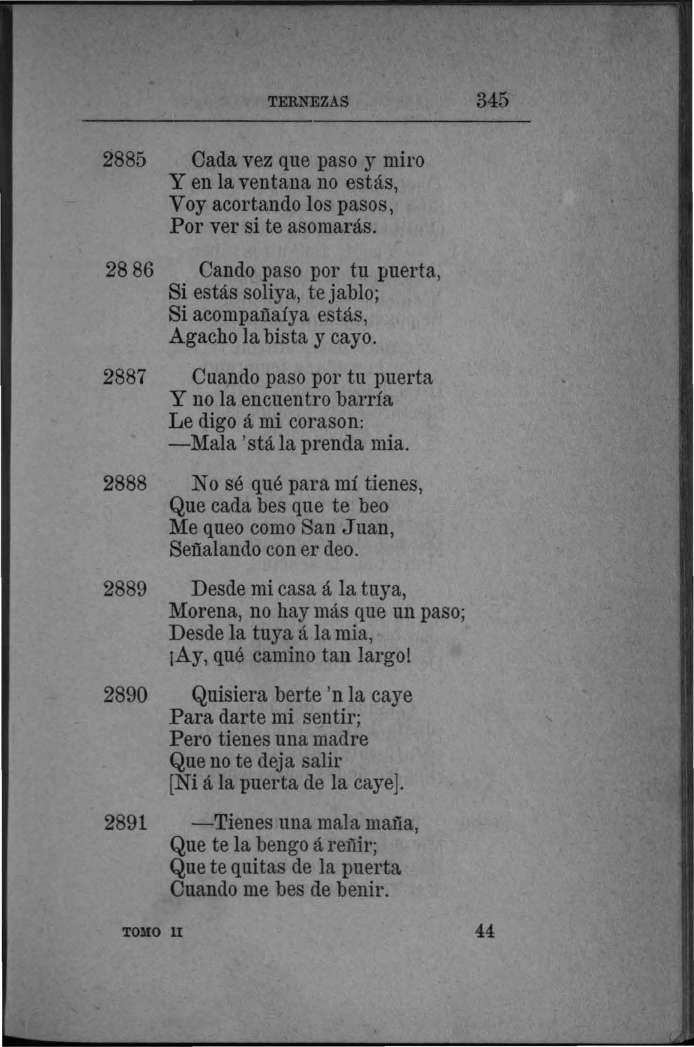 TERNEZAS 345
2885 Cada vez que paso y miro
Y en la ventana no estás,
Voy acortando los pasos,
Por ver si te asomarás.
28 86 Cando paso por tu puerta,
Si estás soliya, te jablo;
Si acompañaíya estás,
Agacho la bista y cayo.
2887 Cuando paso por tu puerta
Y no la encuentro barría
Le digo á mi corason:
—Mala 'stá la prenda mia.
2888 No sé qué para mí tienes,
Que cada bes que te beo
Me queo como San Juan,
Señalando con er deo.
2889 Desde mi casa á la tuya,
Morena, no hay más que un paso;
Desde la tuya á la mia,
¡Ay, qué camino tan largo!
2890 Quisiera berte 'n la caye
Para darte mi sentir;
Pero tienes una madre
Que no te deja salir
[Ni á la puerta de la caye].
2891 —Tienes una mala maña,
Que te la bengo á reñir;
Que te quitas de la puerta
Cuando me bes de benir.
TOMO II 44